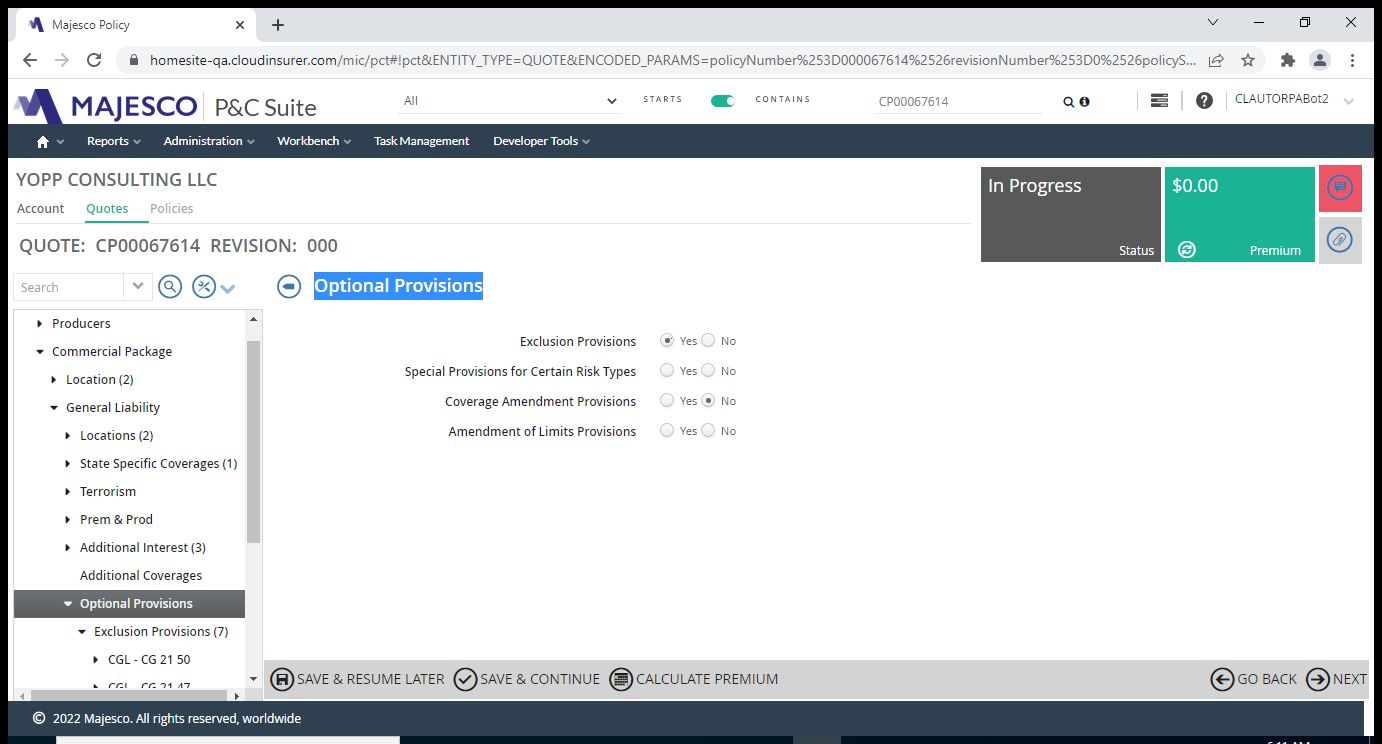 Majesco Policy
homesite-qa.cloudinsurer.com/mic/pct#!pct&ENTITY_TYPE=QUOTE&ENCODED_PARAMS=policyNumber%253D000067614%2526revisionNumber%253D0%2526policyS...
MAJESCO P&C Suite All STARTS CONTAINS CP00067614 CLAUTORPABot2
Reports Administration Workbench Task Management Developer Tools
YOPP CONSULTING LLC
Account Quotes Policies
QUOTE: CP00067614 REVISION: 000
In Progress
Status
$0.00
Premium
Search
Producers
Commercial Package
Location (2)
General Liability
Locations (2)
State Specific Coverages (1)
Terrorism
Prem & Prod
Additional Interest (3)
Additional Coverages
Optional Provisions
Exclusion Provisions (7)
CGL - CG 21 50
CGL - CG 21 47
Optional Provisions
Exclusion Provisions Yes No
Special Provisions for Certain Risk Types Yes No
Coverage Amendment Provisions Yes No
Amendment of Limits Provisions Yes No
SAVE & RESUME LATER SAVE & CONTINUE CALCULATE PREMIUM GO BACK NEXT
© 2022 Majesco. All rights reserved, worldwide
6:11 AM